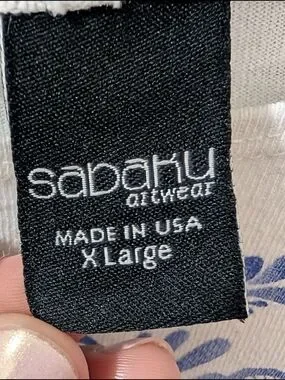 sabaku
artwear
MADE IN USA
X Large